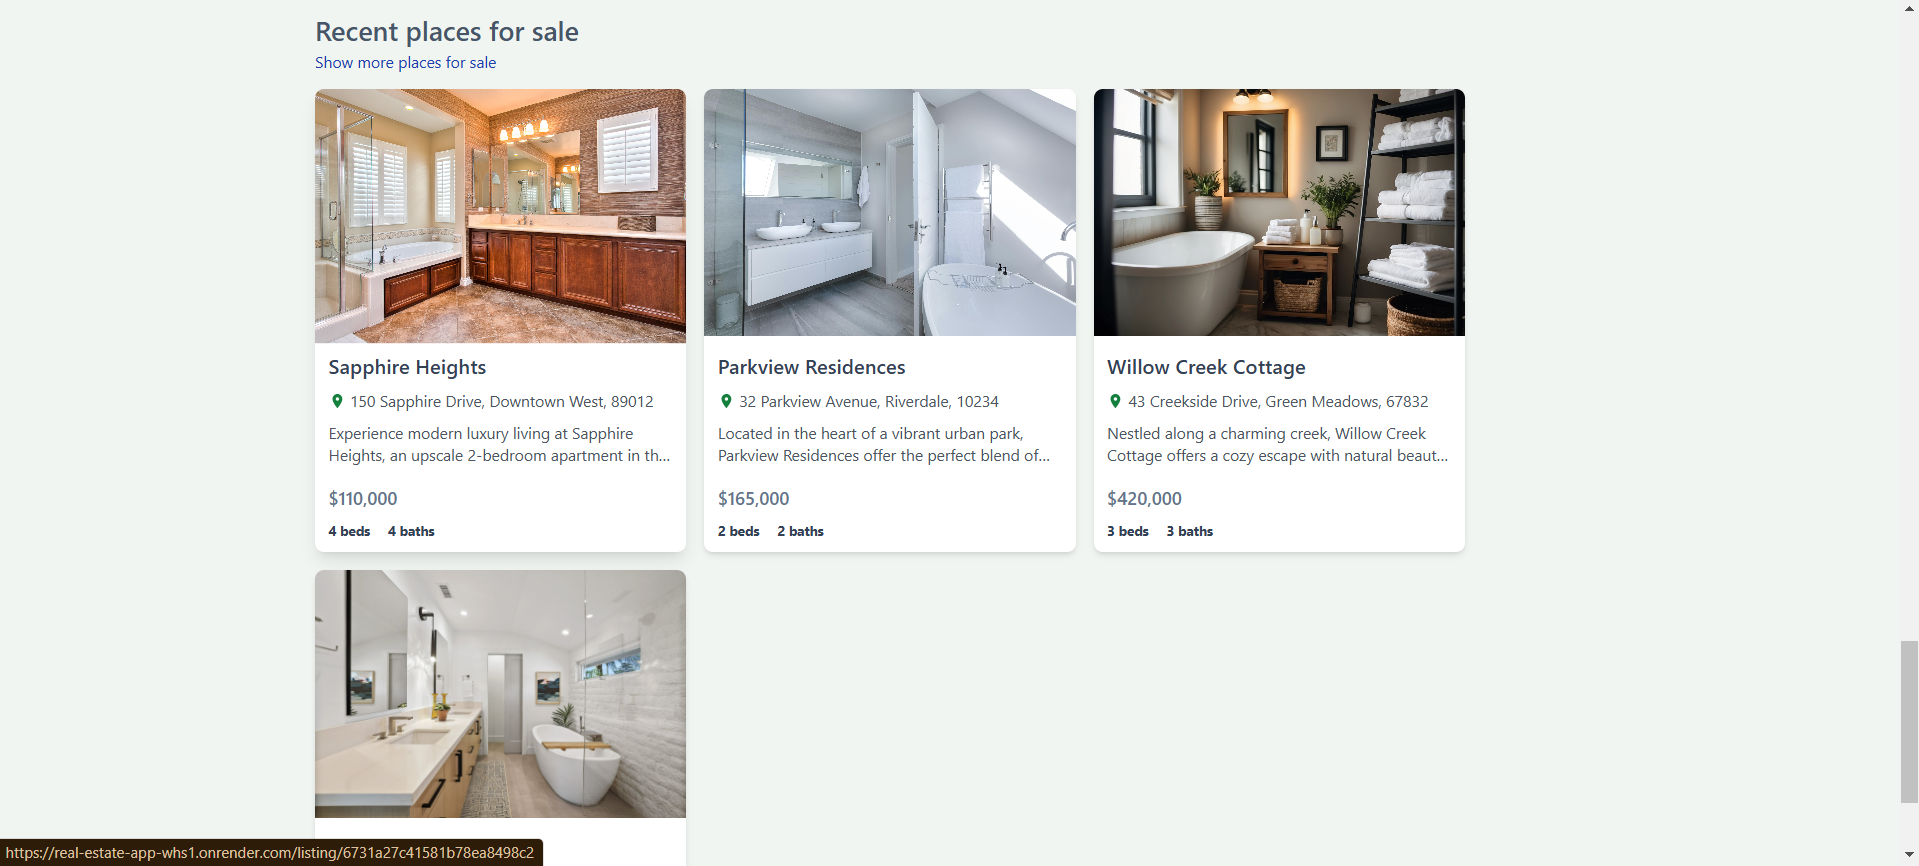 Recent places for sale
Show more places for sale
Sapphire Heights
150 Sapphire Drive, Downtown West, 89012
Experience modern luxury living at Sapphire
Heights, an upscale 2-bedroom apartment in th...
$110,000
4 beds 4 baths
Parkview Residences
32 Parkview Avenue, Riverdale, 10234
Located in the heart of a vibrant urban park,
Parkview Residences offer the perfect blend of...
$165,000
2 beds 2 baths
Willow Creek Cottage
43 Creekside Drive, Green Meadows, 67832
Nestled along a charming creek, Willow Creek
Cottage offers a cozy escape with natural beaut...
$420,000
3 beds 3 baths
https://real-estate-app-whs1.onrender.com/listing/6731a27c41581b78ea8498c2